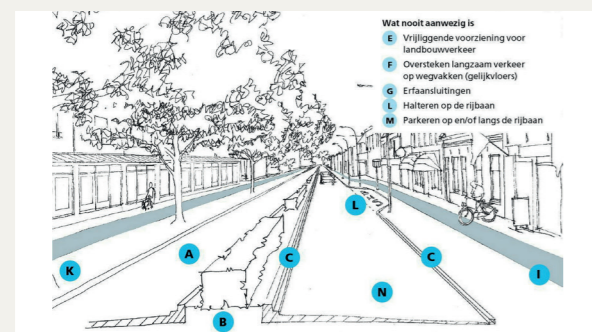 Wat nooit aanwezig is
E Vrijliggende voorziening voor
landbouwverkeer
F Oversteken langzaam verkeer
op wegvakken (gelijkvloers)
G Erfaansluitingen
L Halteren op de rijbaan
M Parkeren op en/of langs de rijbaan
L
A
C
C
K
I
N
B